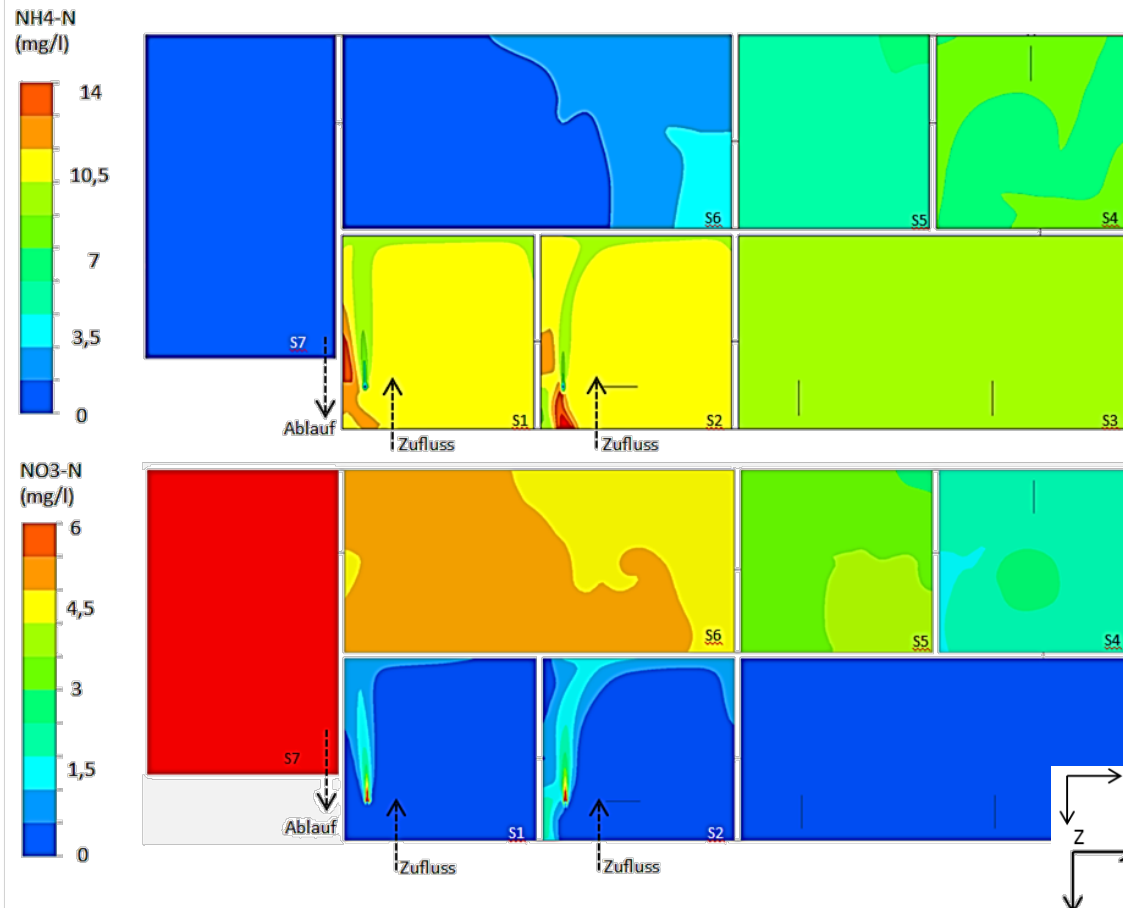 NH4-N
(mg/l)
14
10,5
7
3,5
0
S6
S5
S4
S7
S1
S2
S3
Ablauf
Zufluss
Zufluss
NO3-N
(mg/l)
6
4,5
3
1,5
0
S6
S5
S4
S7
S1
S2
Ablauf
Zufluss
Zufluss
Z